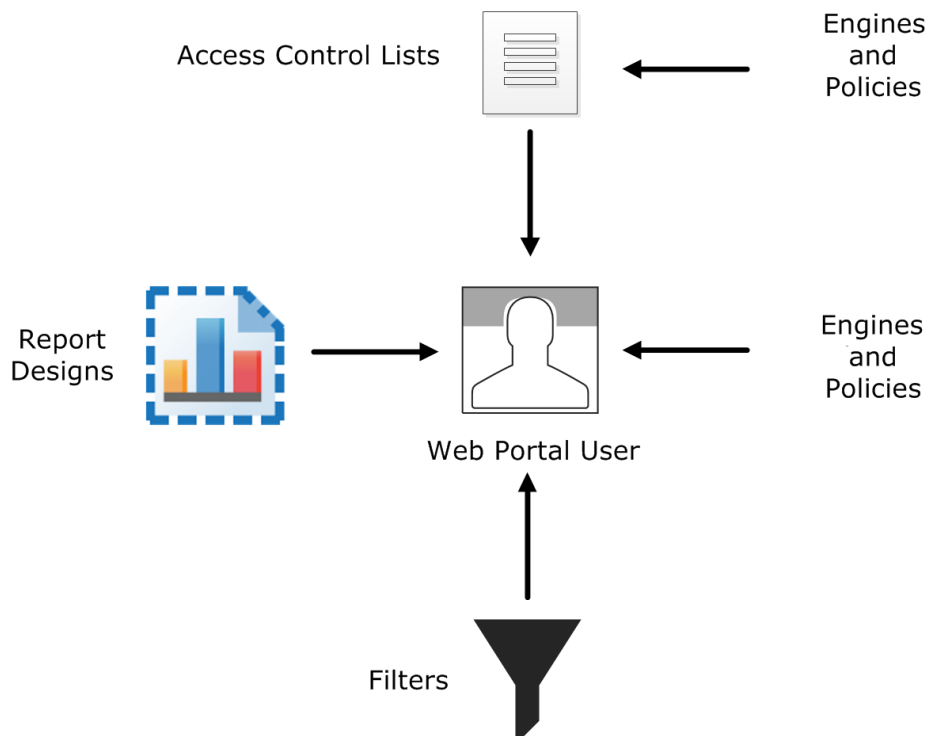 Access Control Lists
Engines
and
Policies
Report
Designs
Engines
and
Policies
Web Portal User
Filters